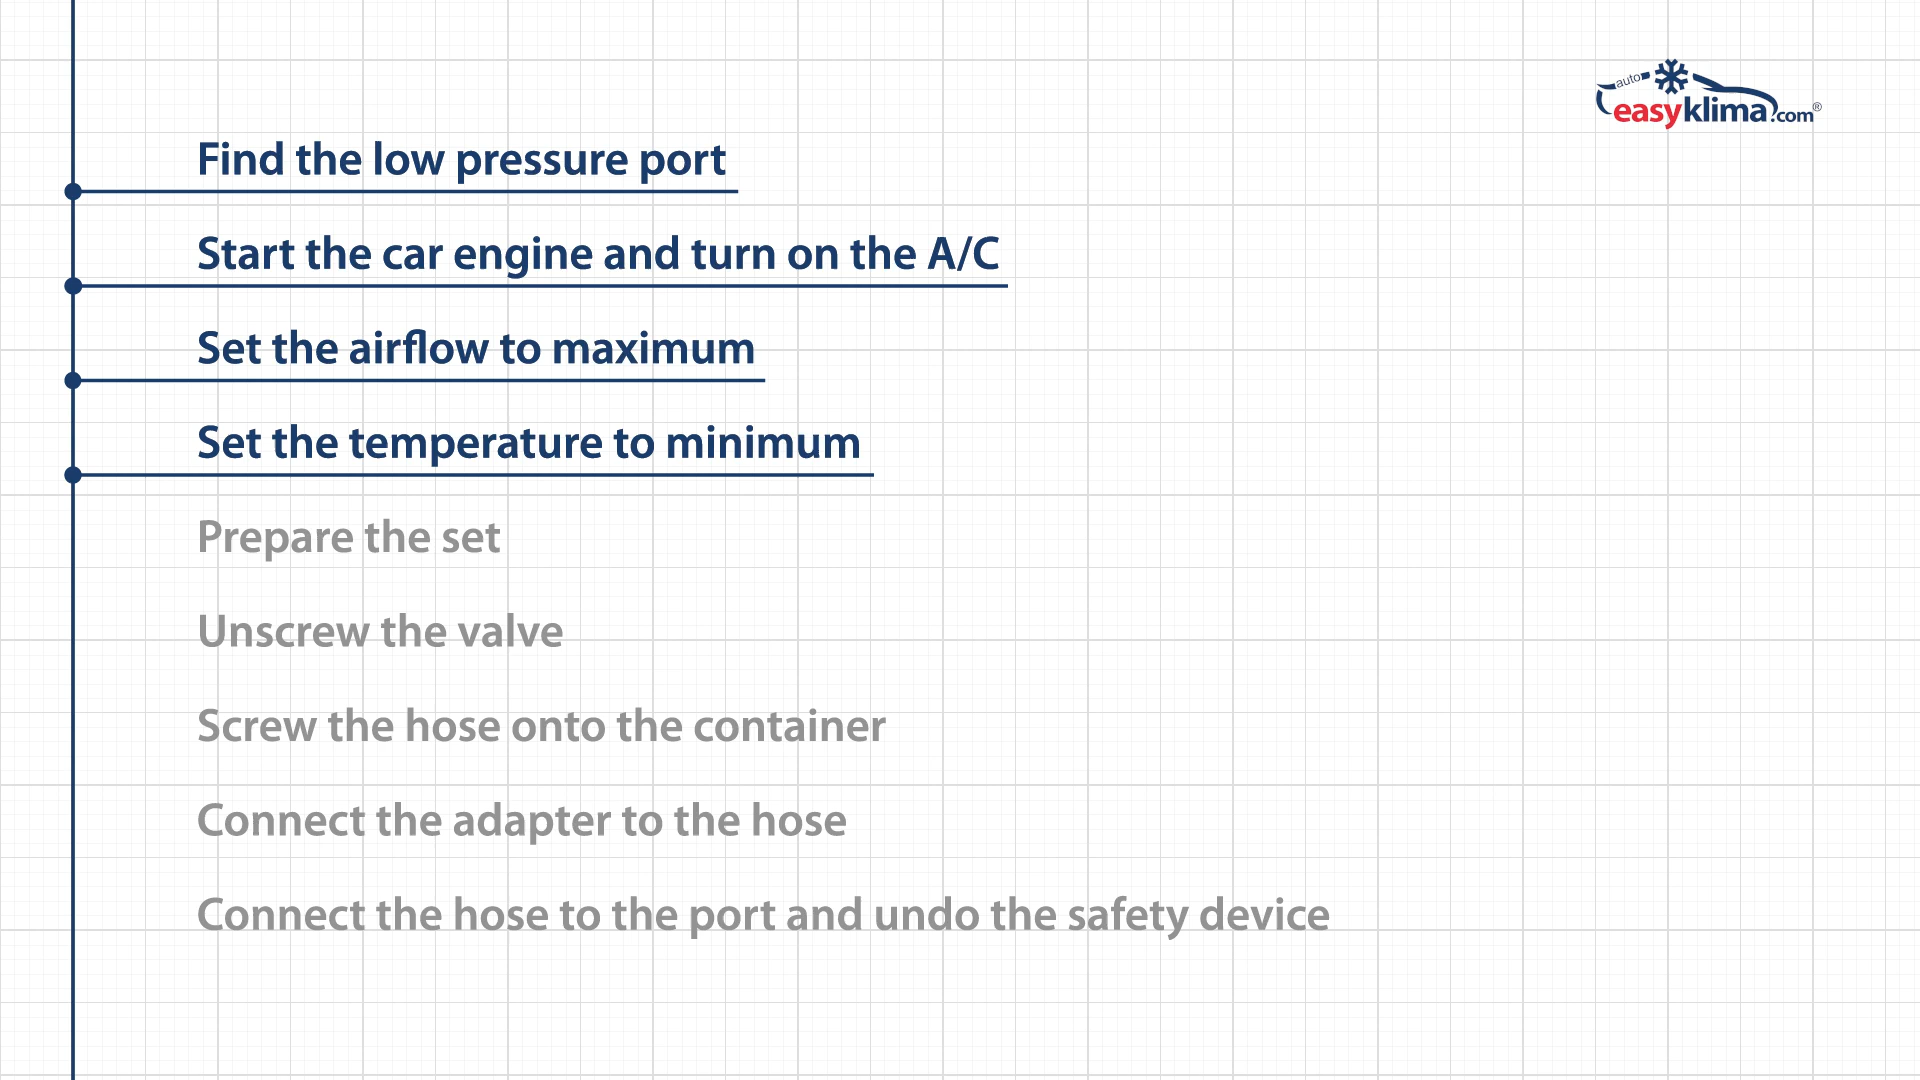 auto
easyklima.com®
Find the low pressure port
Start the car engine and turn on the A/C
Set the airflow to maximum
Set the temperature to minimum
Prepare the set
Unscrew the valve
Screw the hose onto the container
Connect the adapter to the hose
Connect the hose to the port and undo the safety device